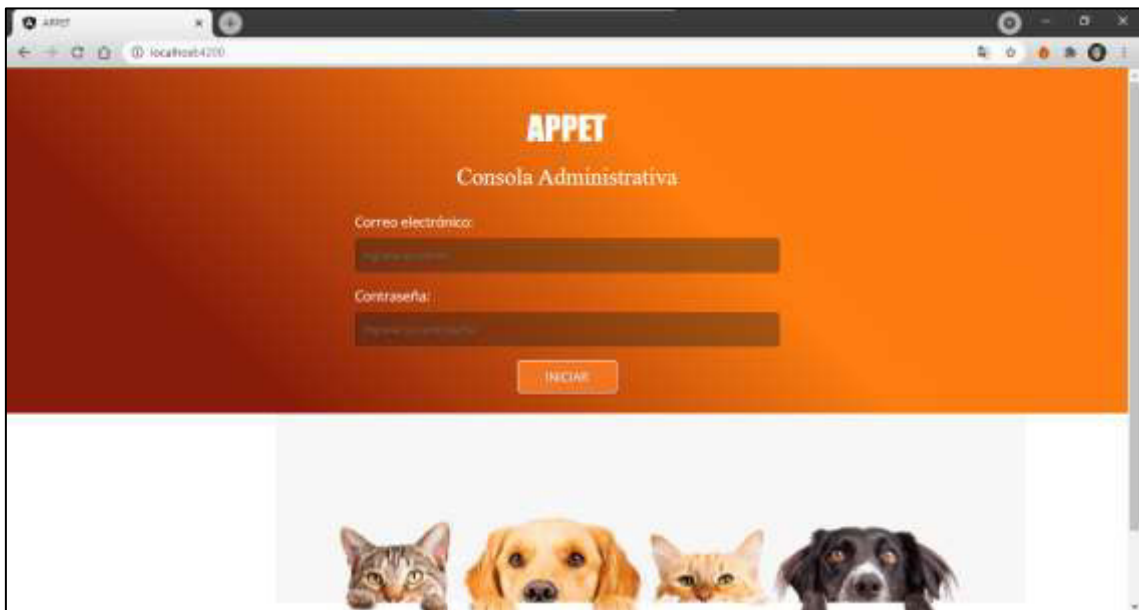 APPET
localhost:4200
APPET
Consola Administrativa
Correo electrónico:
Contraseña:
INICIAR